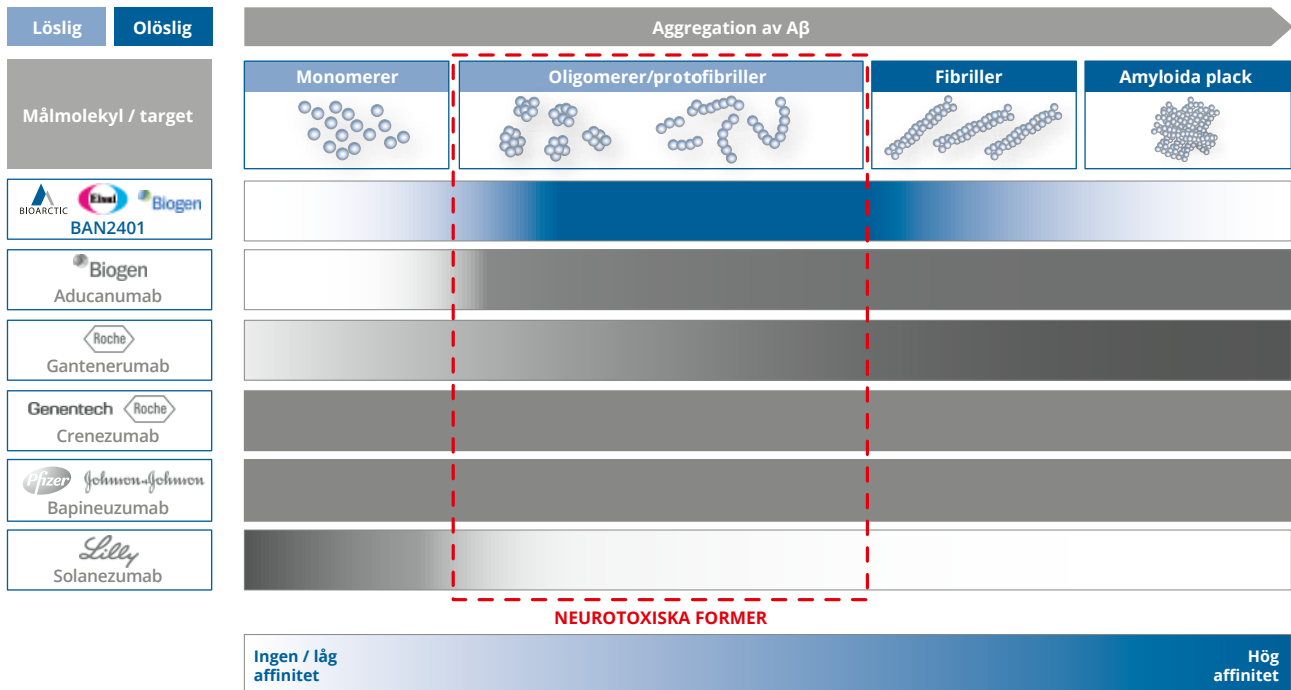 Löslig
Olöslig
Aggregation av Aβ
Målmolekyl / target
Monomerer
Oligomerer/protofibriller
Fibriller
Amyloida plack
BIOARCTIC
Eisai
Biogen
BAN2401
Biogen
Aducanumab
Roche
Gantenerumab
Genentech
Roche
Crenezumab
Pfizer
Johnson&Johnson
Bapineuzumab
Lilly
Solanezumab
NEUROTOXISKA FORMER
Ingen / låg
affinitet
Hög
affinitet